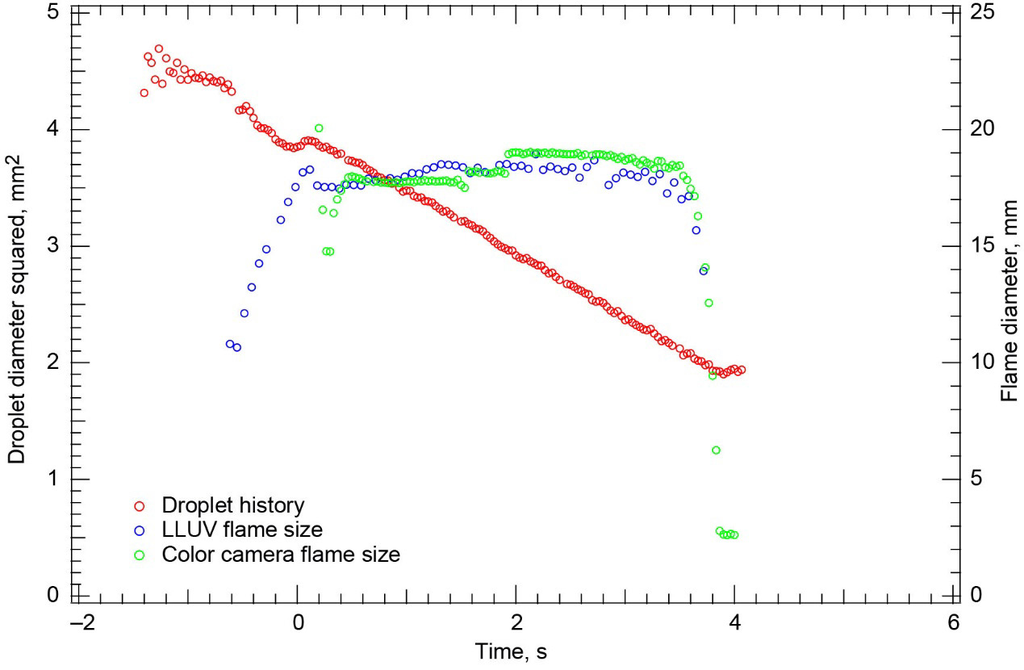 5
4
3
2
1
0
Droplet diameter squared, mm2
25
20
15
10
5
0
Flame diameter, mm
Droplet history
LLUV flame size
Color camera flame size
–2 0 2 4 6
Time, s